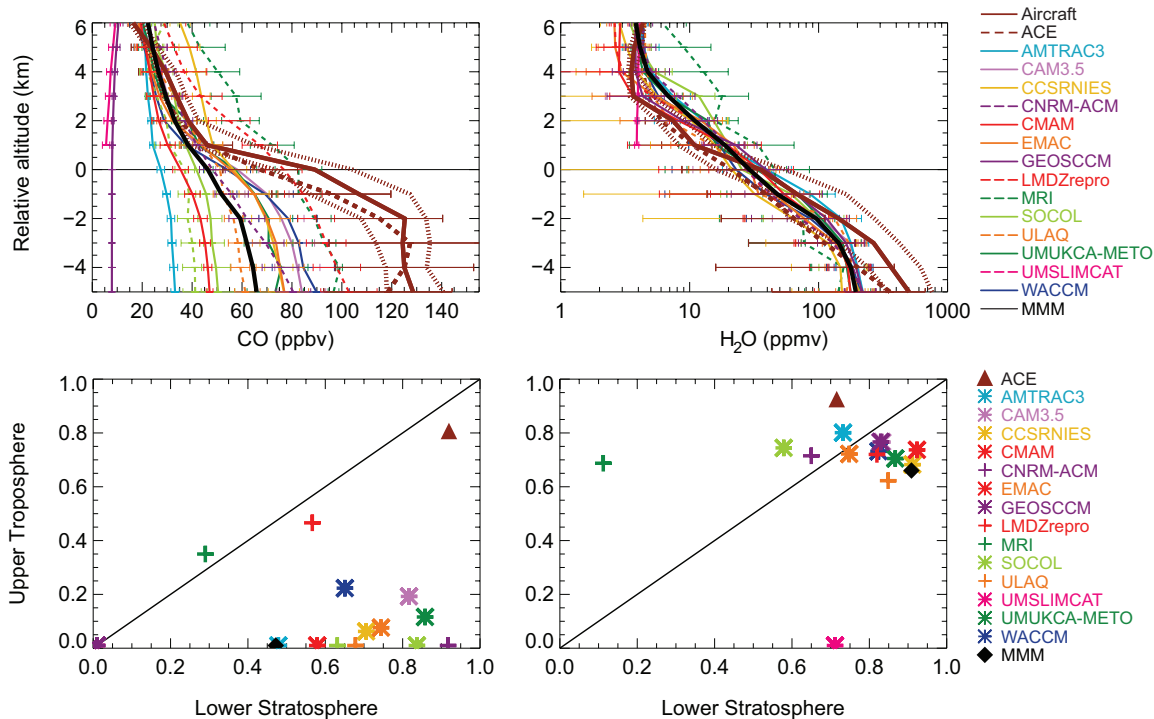 6
4
2
0
−2
−4
Relative altitude (km)
0 20 40 60 80 100 120 140
CO (ppbv)
6
4
2
0
−2
−4
1 10 100 1000
H2O (ppmv)
Aircraft
ACE
AMTRAC3
CAM3.5
CCSRNIES
CNRM-ACM
CMAM
EMAC
GEOSCCM
LMDZrepro
MRI
SOCOL
ULAQ
UMUKCA-METO
UMSLIMCAT
WACCM
MMM
1.0
0.8
0.6
0.4
0.2
0.0
Upper Troposphere
0.0 0.2 0.4 0.6 0.8 1.0
Lower Stratosphere
1.0
0.8
0.6
0.4
0.2
0.0
0.0 0.2 0.4 0.6 0.8 1.0
Lower Stratosphere
ACE
AMTRAC3
CAM3.5
CCSRNIES
CMAM
CNRM-ACM
EMAC
GEOSCCM
LMDZrepro
MRI
SOCOL
ULAQ
UMSLIMCAT
UMUKCA-METO
WACCM
MMM